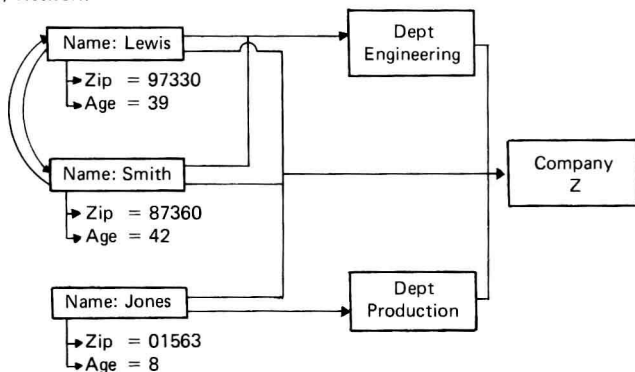 Name: Lewis
Zip = 97330
Age = 39
Name: Smith
Zip = 87360
Age = 42
Name: Jones
Zip = 01563
Age = 8
Dept
Engineering
Dept
Production
Company
Z